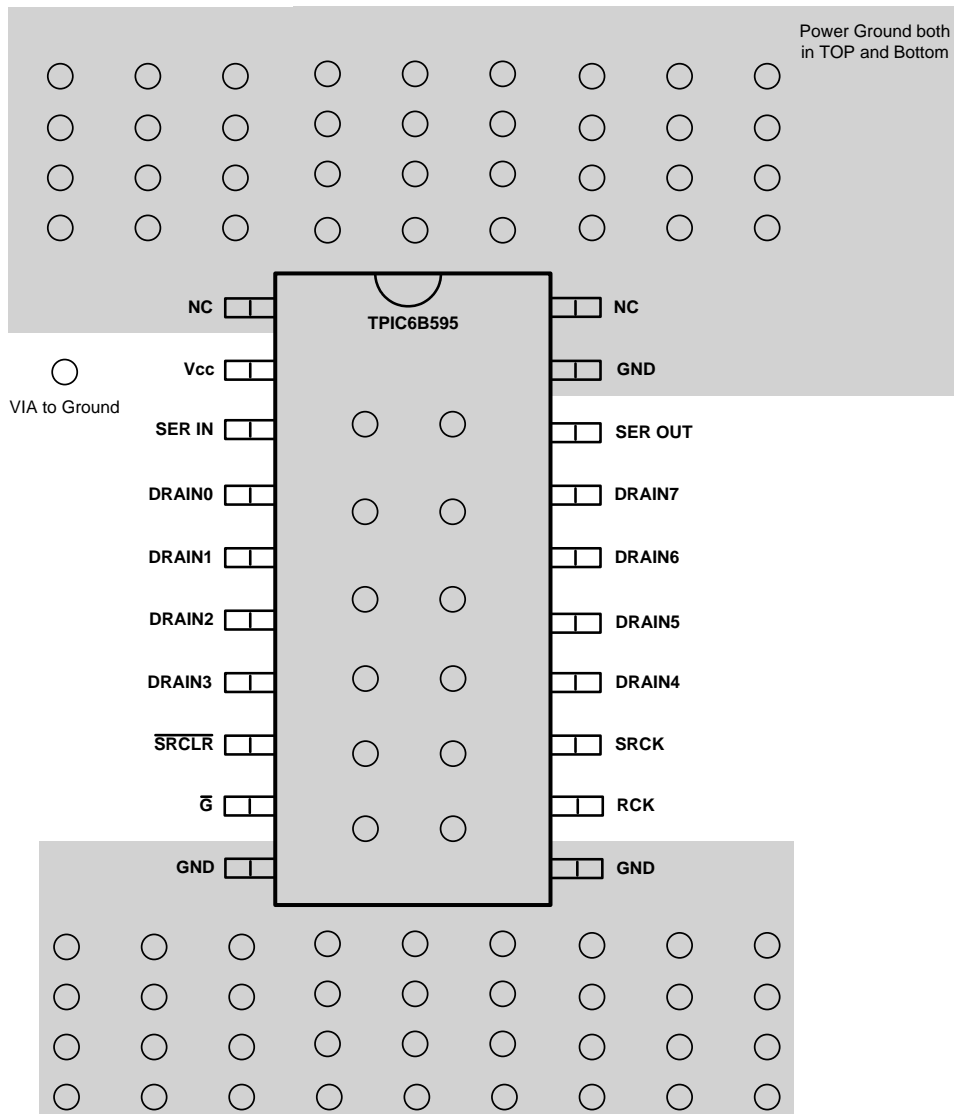 Power Ground both
in TOP and Bottom
TPIC6B595
NC
NC
Vcc
GND
VIA to Ground
SER IN
SER OUT
DRAIN0
DRAIN7
DRAIN1
DRAIN6
DRAIN2
DRAIN5
DRAIN3
DRAIN4
S̅R̅C̅L̅R̅
SRCK
G̅
RCK
GND
GND